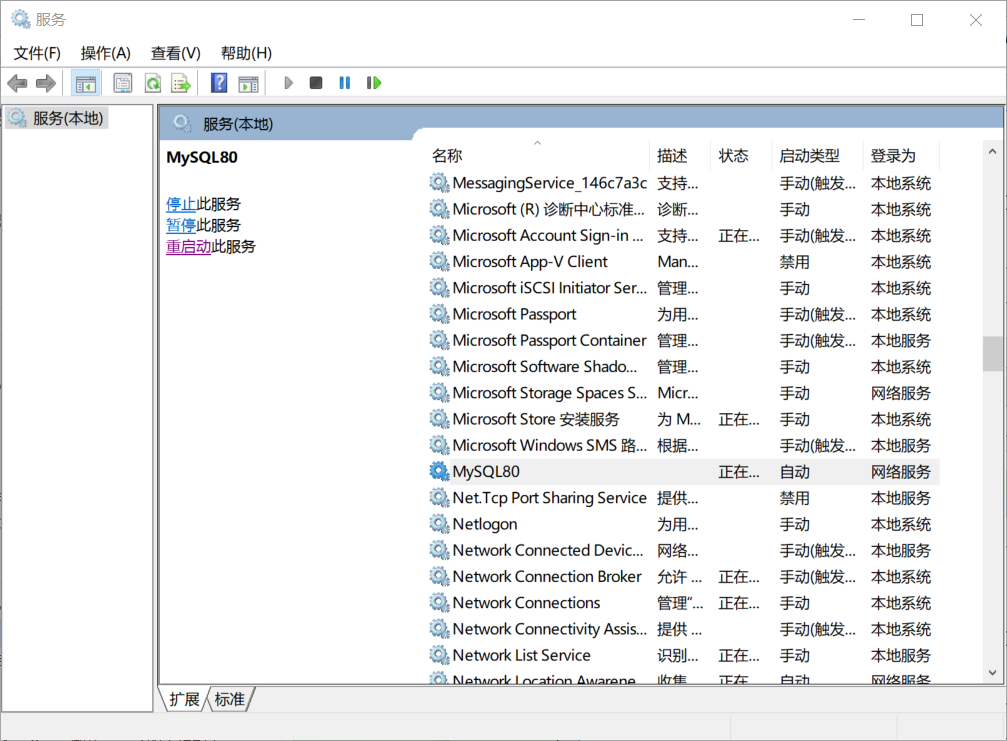 服务
文件(F) 操作(A) 查看(V) 帮助(H)
服务(本地)
服务(本地)
MySQL80
停止此服务
暂停此服务
重启动此服务
名称 描述 状态 启动类型 登录为
MessagingService_146c7a3c 支持... 手动(触发... 本地系统
Microsoft (R) 诊断中心标准... 诊断... 手动 本地系统
Microsoft Account Sign-in ... 支持... 正在... 手动(触发... 本地系统
Microsoft App-V Client Man... 禁用 本地系统
Microsoft iSCSI Initiator Ser... 管理... 手动 本地系统
Microsoft Passport 为用... 手动(触发... 本地系统
Microsoft Passport Container 管理... 手动(触发... 本地服务
Microsoft Software Shado... 管理... 手动 本地系统
Microsoft Storage Spaces S... Micr... 手动 网络服务
Microsoft Store 安装服务 为 M... 正在... 手动 本地系统
Microsoft Windows SMS 路... 根据... 手动(触发... 本地服务
MySQL80 正在... 自动 网络服务
Net.Tcp Port Sharing Service 提供... 禁用 本地服务
Netlogon 为用... 手动 本地系统
Network Connected Devic... 网络... 手动(触发... 本地服务
Network Connection Broker 允许 ... 正在... 手动(触发... 本地系统
Network Connections 管理“... 正在... 手动 本地系统
Network Connectivity Assis... 提供 ... 手动(触发... 本地系统
Network List Service 识别... 正在... 手动 本地服务
Network Location Awarene... 收集... 正在... 自动 网络服务
扩展 标准